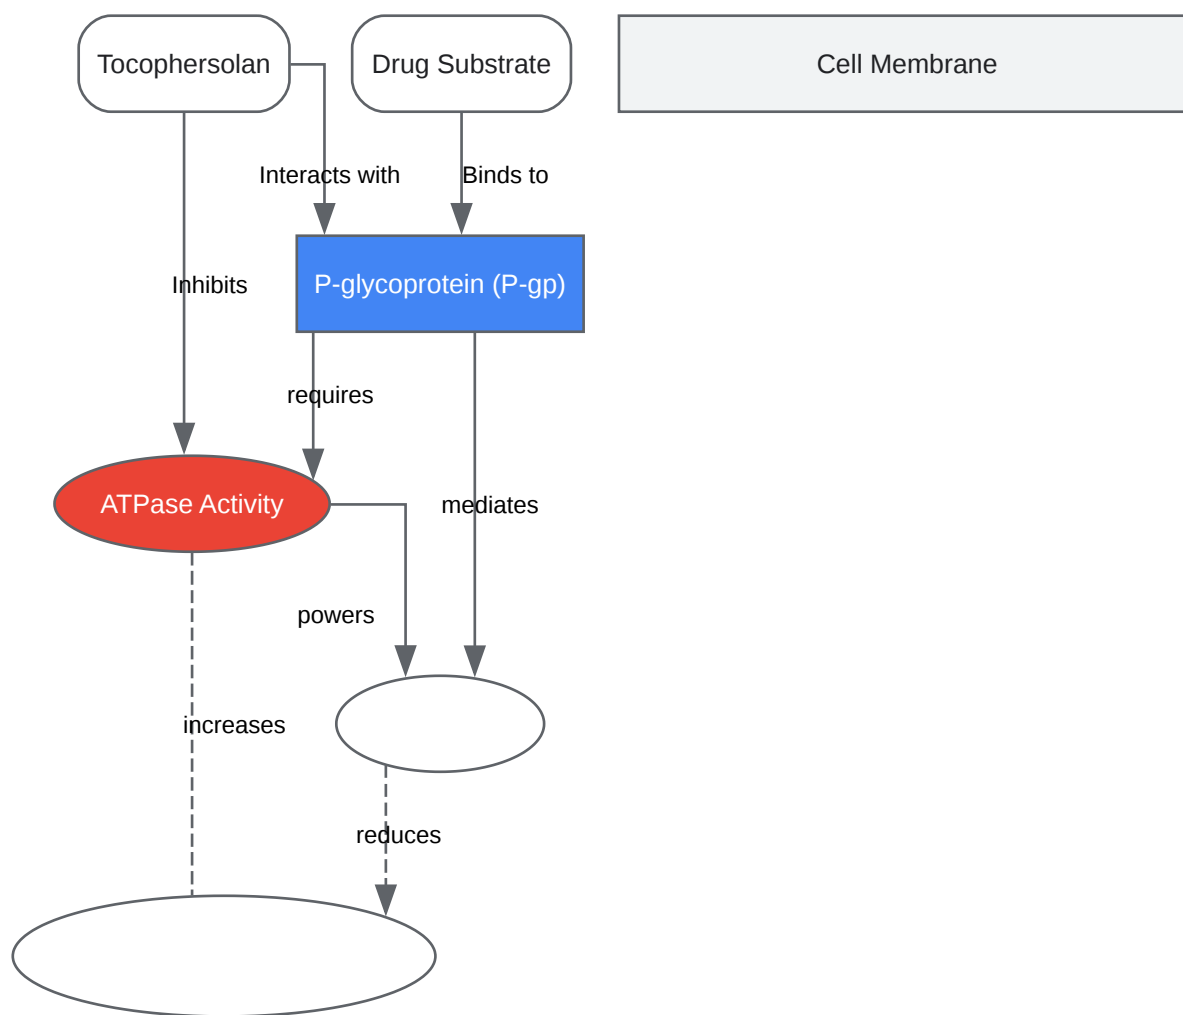 Tocophersolan
Drug Substrate
Cell Membrane
Interacts with
Binds to
Inhibits
P-glycoprotein (P-gp)
requires
ATPase Activity
mediates
powers
increases
reduces